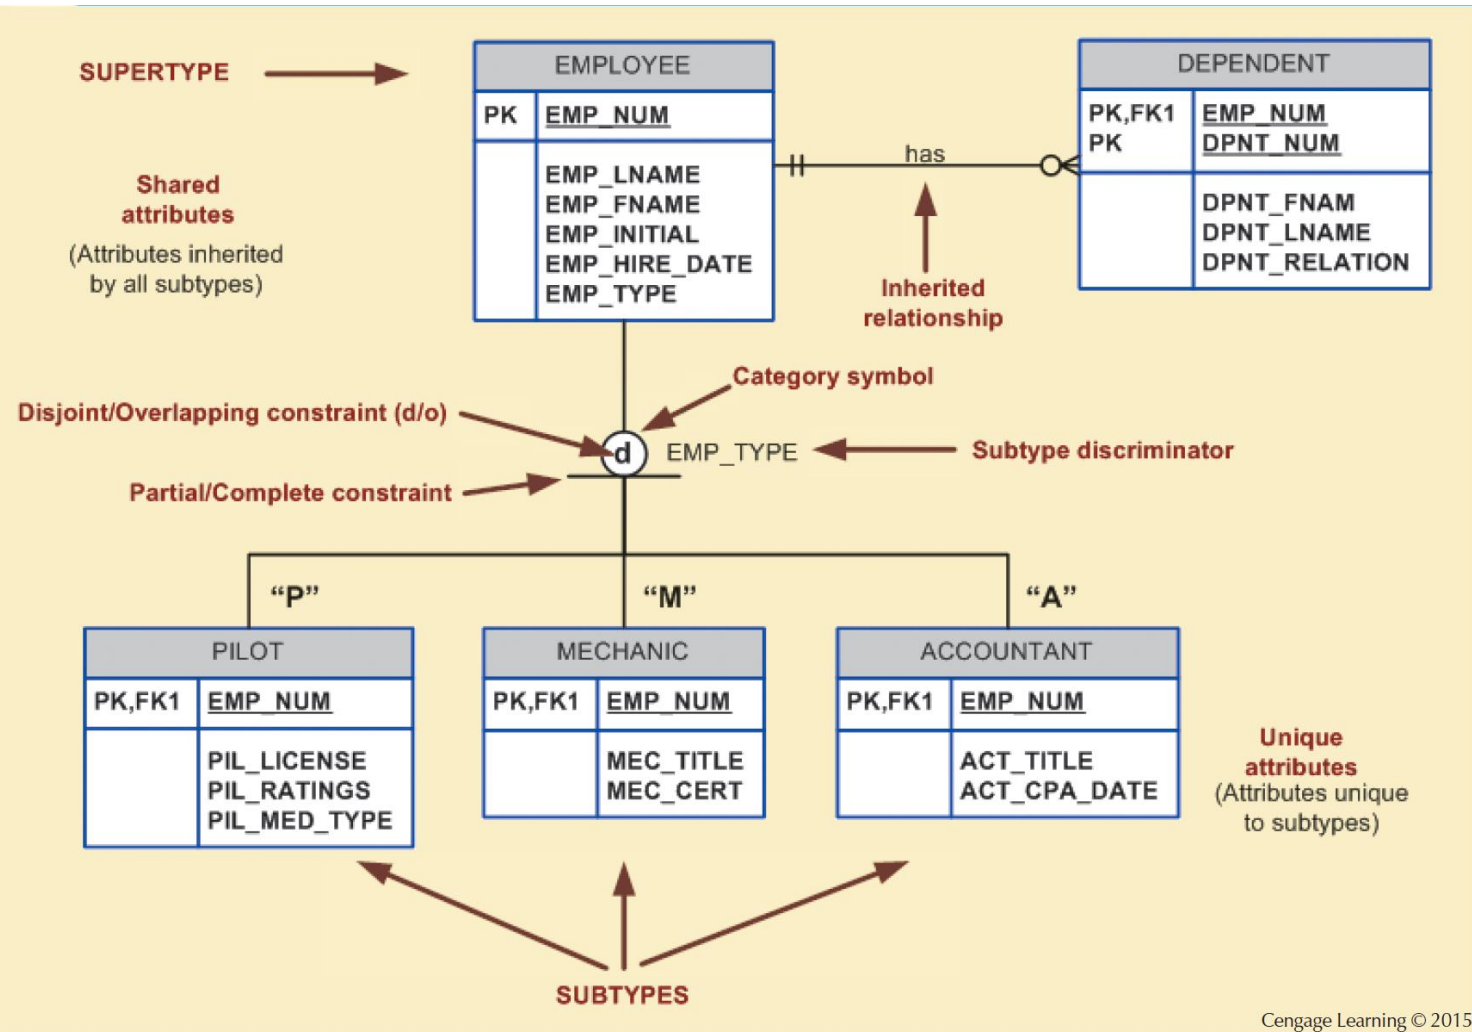 SUPERTYPE
EMPLOYEE
PK EMP_NUM
EMP_LNAME
EMP_FNAME
EMP_INITIAL
EMP_HIRE_DATE
EMP_TYPE
has
DEPENDENT
PK,FK1 EMP_NUM
PK DPNT_NUM
DPNT_FNAM
DPNT_LNAME
DPNT_RELATION
Shared
attributes
(Attributes inherited
by all subtypes)
Inherited
relationship
Category symbol
Disjoint/Overlapping constraint (d/o)
d
EMP_TYPE
Subtype discriminator
Partial/Complete constraint
“P”
“M”
“A”
PILOT
PK,FK1 EMP_NUM
PIL_LICENSE
PIL_RATINGS
PIL_MED_TYPE
MECHANIC
PK,FK1 EMP_NUM
MEC_TITLE
MEC_CERT
ACCOUNTANT
PK,FK1 EMP_NUM
ACT_TITLE
ACT_CPA_DATE
Unique
attributes
(Attributes unique
to subtypes)
SUBTYPES
Cengage Learning © 2015